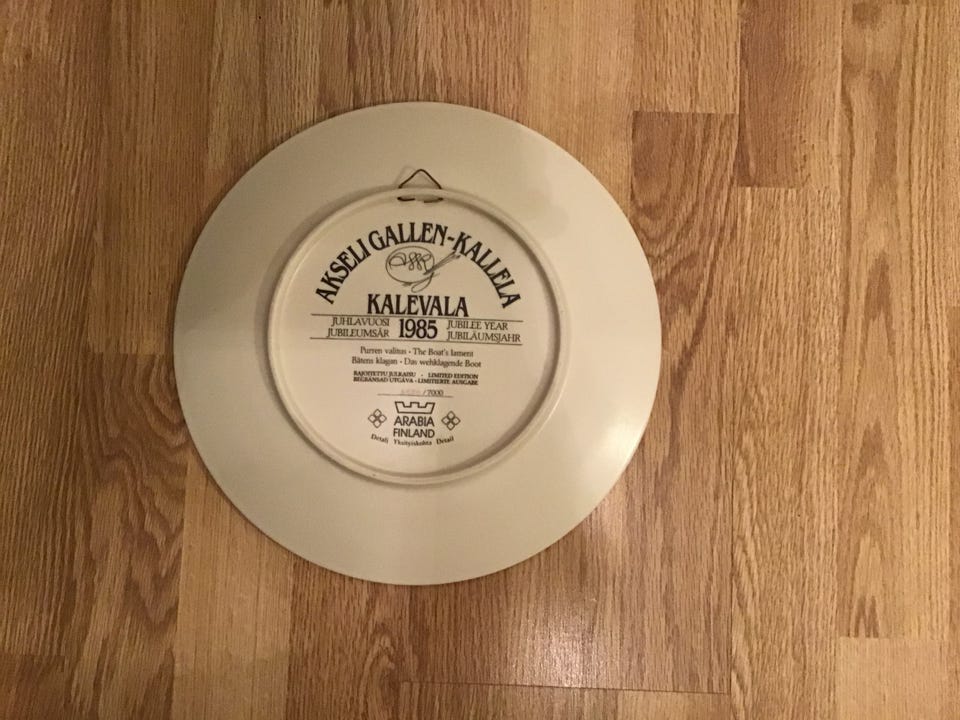 AKSELI GALLEN-KALLELA
KALEVALA
JUHLAVUOSI 1985 JUBILEE YEAR
JUBILEUMSÅR JUBILÄUMSJAHR
Purren valitus • The Boat's lament
Båtens klagan • Das wehklagende Boot
RAJOITETTU JULKAISU • LIMITED EDITION
BEGRÄNSAD UTGÅVA • LIMITIERTE AUSGABE
/7000
ARABIA
FINLAND
Detalj Yksityiskohta Detail